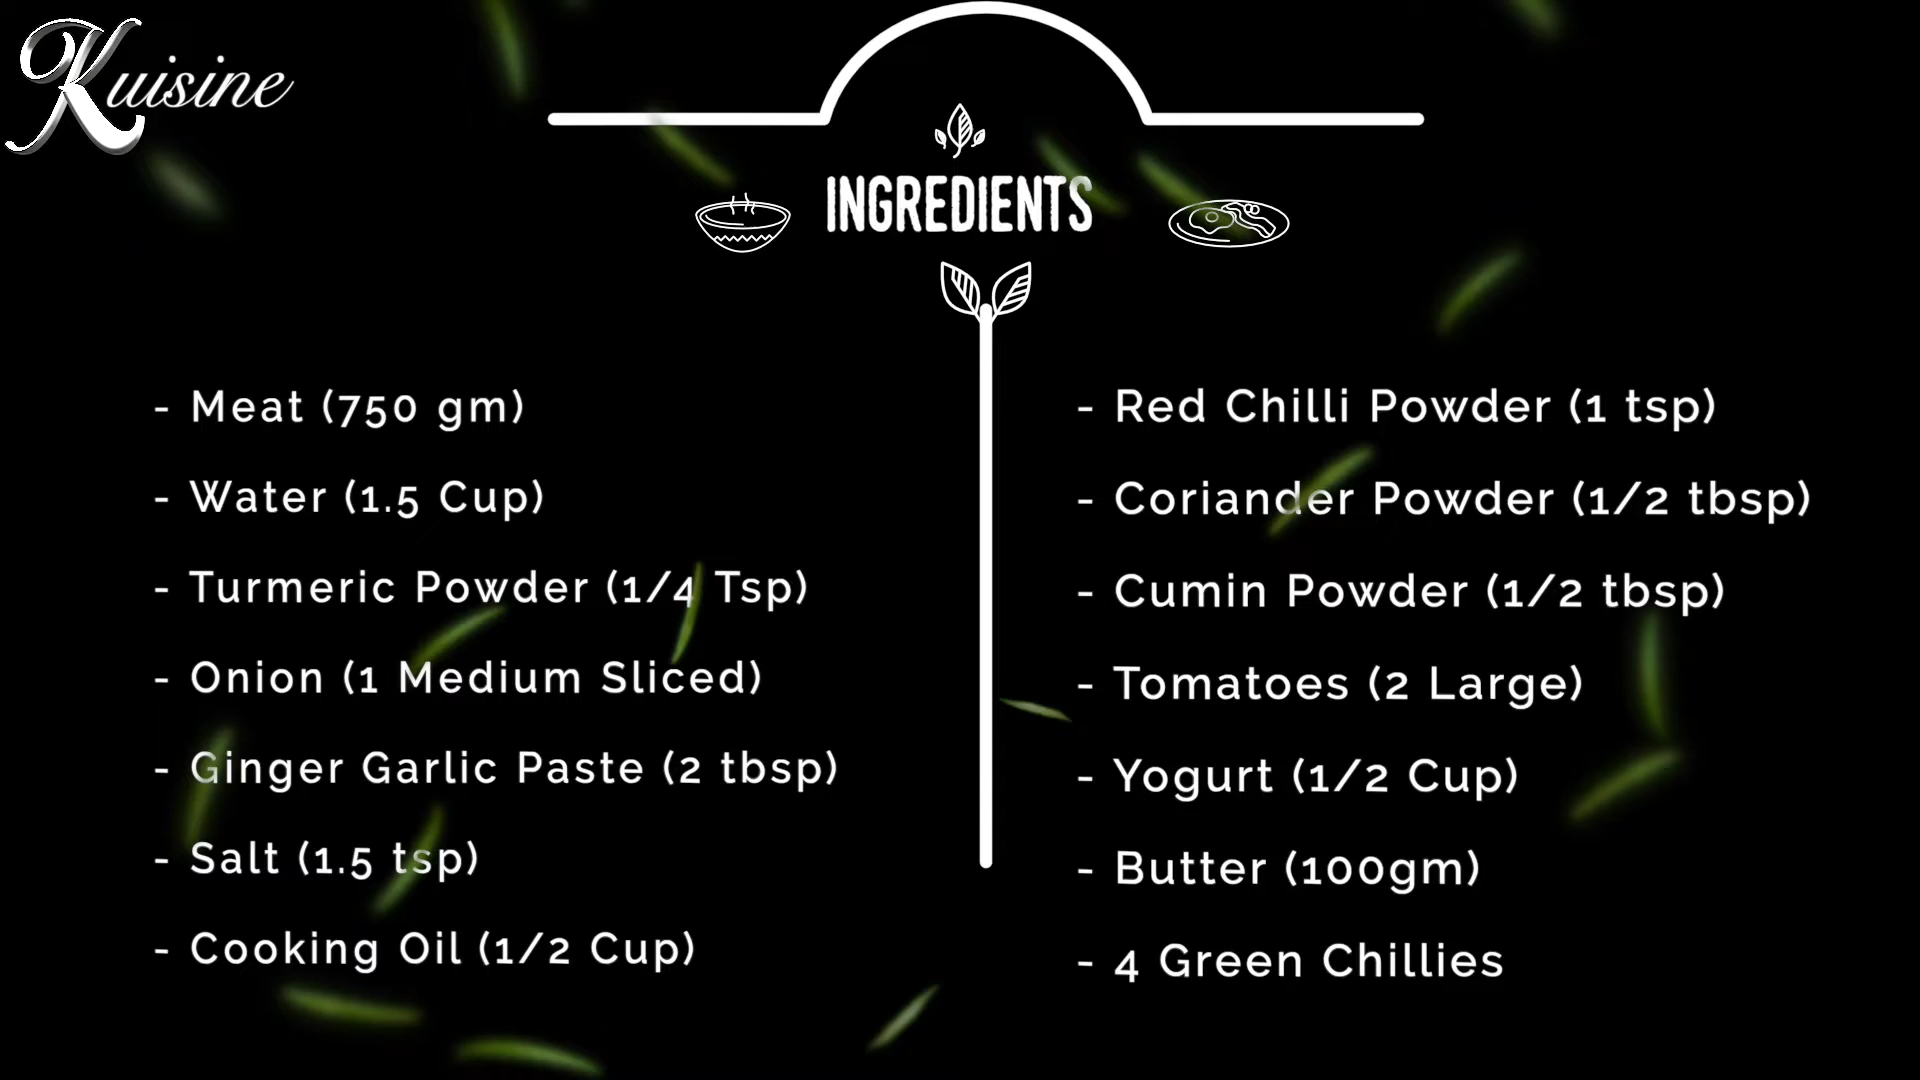 Kuisine
INGREDIENTS
- Meat (750 gm)
- Water (1.5 Cup)
- Turmeric Powder (1/4 Tsp)
- Onion (1 Medium Sliced)
- Ginger Garlic Paste (2 tbsp)
- Salt (1.5 tsp)
- Cooking Oil (1/2 Cup)
- Red Chilli Powder (1 tsp)
- Coriander Powder (1/2 tbsp)
- Cumin Powder (1/2 tbsp)
- Tomatoes (2 Large)
- Yogurt (1/2 Cup)
- Butter (100gm)
- 4 Green Chillies